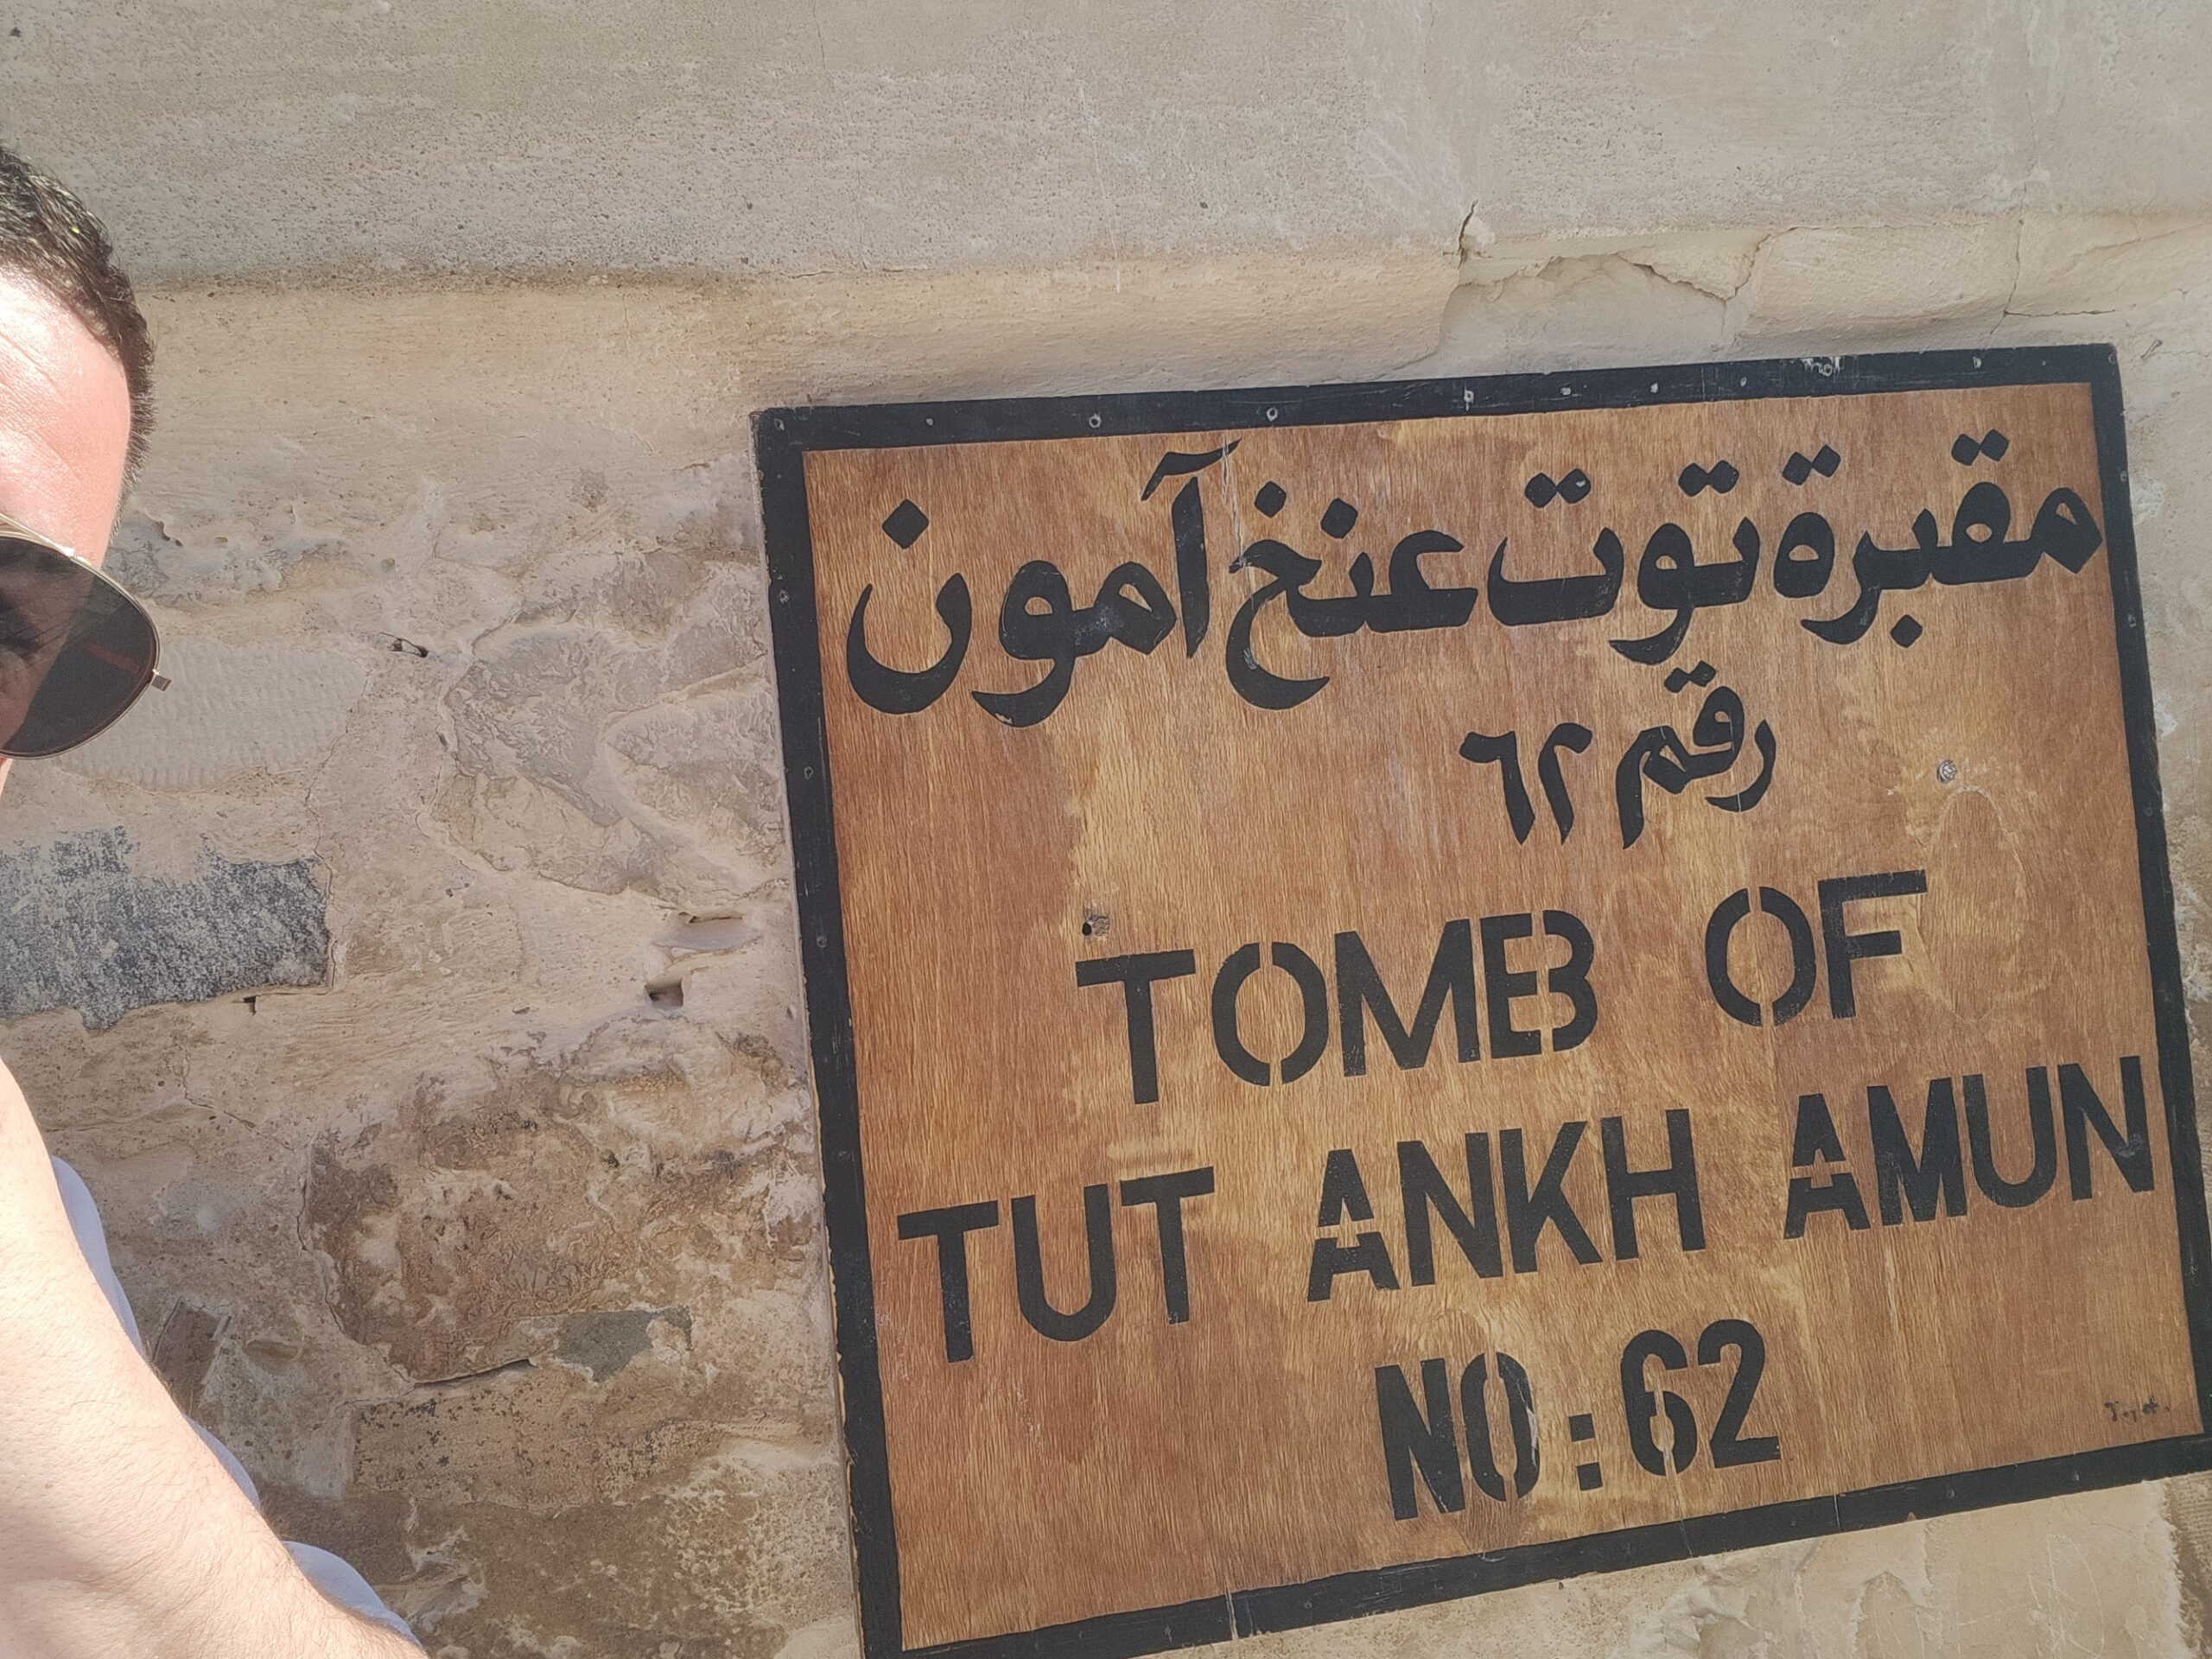 مقبرة توت عنخ آمون
رقم ٦٢
TOMB OF
TUT ANKH AMUN
NO: 62